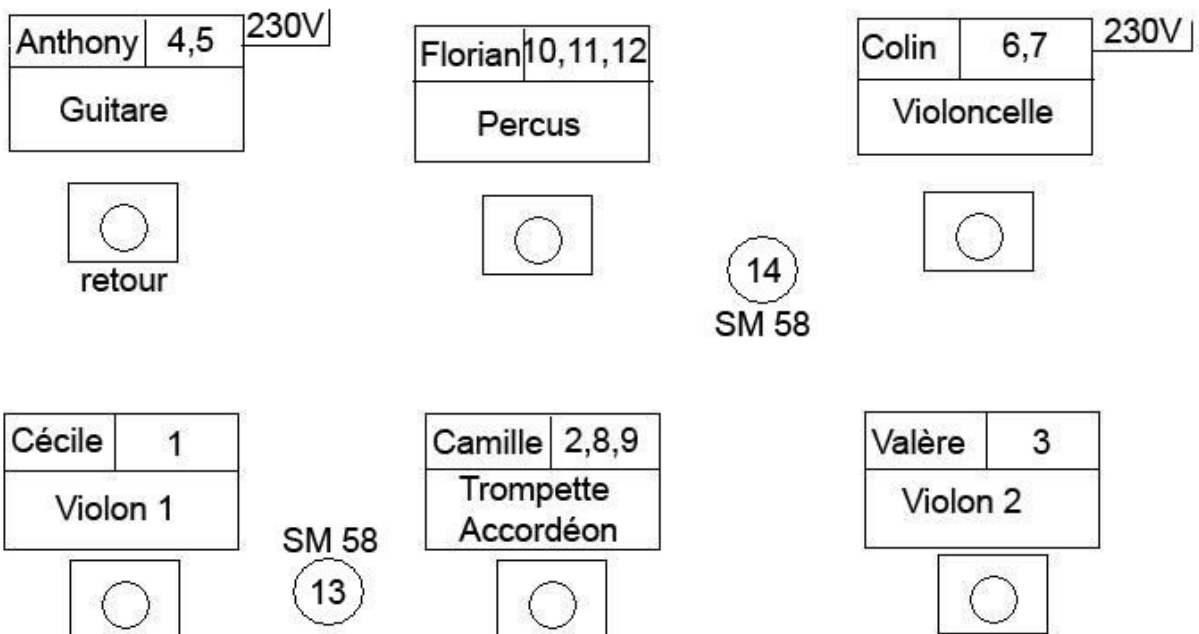 Anthony 4,5 230V
Guitare
retour
Florian 10,11,12
Percus
Colin 6,7 230V
Violoncelle
14
SM 58
Cécile 1
Violon 1
SM 58
13
Camille 2,8,9
Trompette
Accordéon
Valère 3
Violon 2